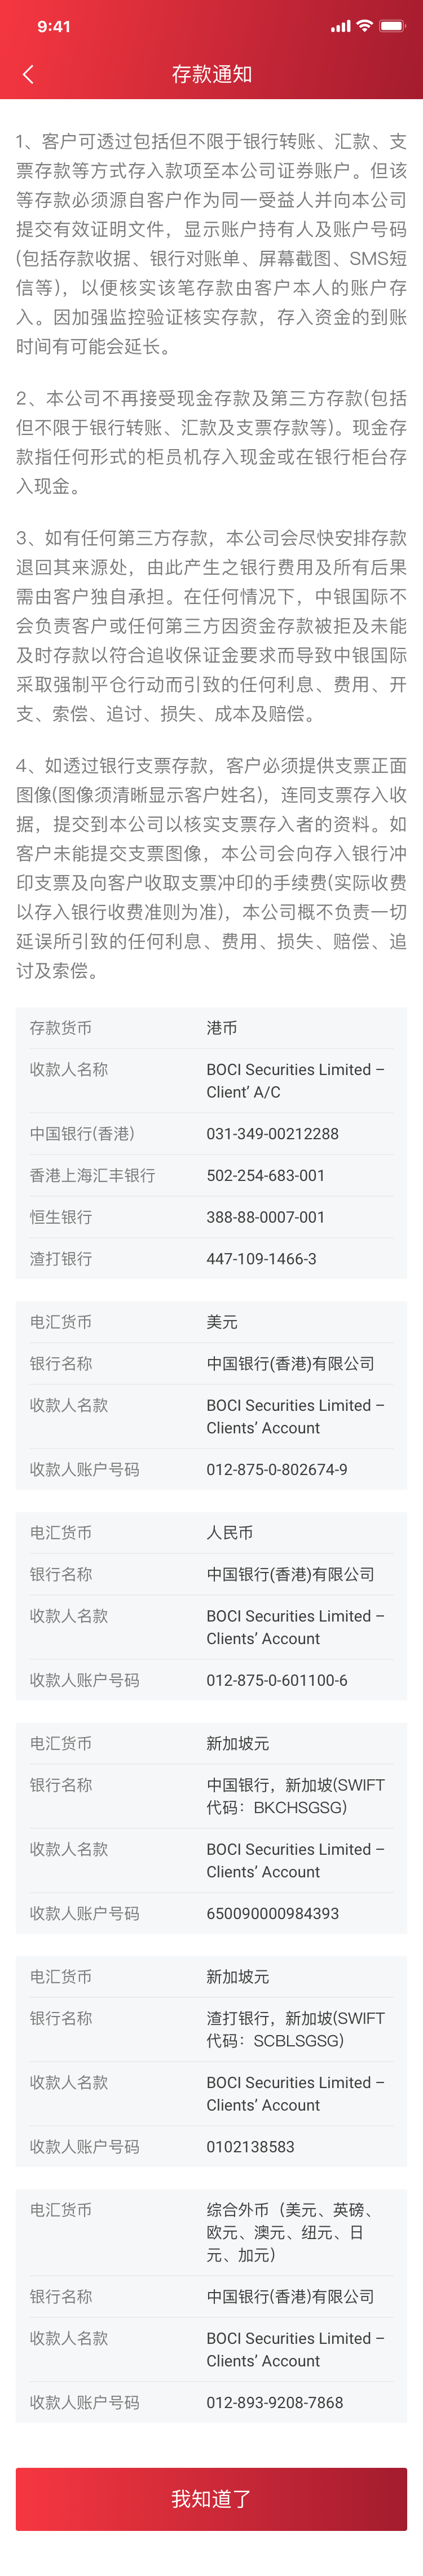 9:41
存款通知
1、客户可透过包括但不限于银行转账、汇款、支
票存款等方式存入款项至本公司证券账户。但该
等存款必须源自客户作为同一受益人并向本公司
提交有效证明文件，显示账户持有人及账户号码
(包括存款收据、银行对账单、屏幕截图、SMS短
信等)，以便核实该笔存款由客户本人的账户存
入。因加强监控验证核实存款，存入资金的到账
时间有可能会延长。
2、本公司不再接受现金存款及第三方存款(包括
但不限于银行转账、汇款及支票存款等)。现金存
款指任何形式的柜员机存入现金或在银行柜台存
入现金。
3、如有任何第三方存款，本公司会尽快安排存款
退回其来源处，由此产生之银行费用及所有后果
需由客户独自承担。在任何情况下，中银国际不
会负责客户或任何第三方因资金存款被拒及未能
及时存款以符合追收保证金要求而导致中银国际
采取强制平仓行动而引致的任何利息、费用、开
支、索偿、追讨、损失、成本及赔偿。
4、如透过银行支票存款，客户必须提供支票正面
图像(图像须清晰显示客户姓名)，连同支票存入收
据，提交到本公司以核实支票存入者的资料。如
客户未能提交支票图像，本公司会向存入银行冲
印支票及向客户收取支票冲印的手续费(实际收费
以存入银行收费准则为准)，本公司概不负责一切
延误所引致的任何利息、费用、损失、赔偿、追
讨及索偿。
存款货币 港币
收款人名称 BOCI Securities Limited –
Client’ A/C
中国银行(香港) 031-349-00212288
香港上海汇丰银行 502-254-683-001
恒生银行 388-88-0007-001
渣打银行 447-109-1466-3
电汇货币 美元
银行名称 中国银行(香港)有限公司
收款人名款 BOCI Securities Limited –
Clients’ Account
收款人账户号码 012-875-0-802674-9
电汇货币 人民币
银行名称 中国银行(香港)有限公司
收款人名款 BOCI Securities Limited –
Clients’ Account
收款人账户号码 012-875-0-601100-6
电汇货币 新加坡元
银行名称 中国银行，新加坡(SWIFT
代码：BKCHSGSG)
收款人名款 BOCI Securities Limited –
Clients’ Account
收款人账户号码 650090000984393
电汇货币 新加坡元
银行名称 渣打银行，新加坡(SWIFT
代码：SCBLSGSG)
收款人名款 BOCI Securities Limited –
Clients’ Account
收款人账户号码 0102138583
电汇货币 综合外币（美元、英磅、
欧元、澳元、纽元、日
元、加元)
银行名称 中国银行(香港)有限公司
收款人名款 BOCI Securities Limited –
Clients’ Account
收款人账户号码 012-893-9208-7868
我知道了